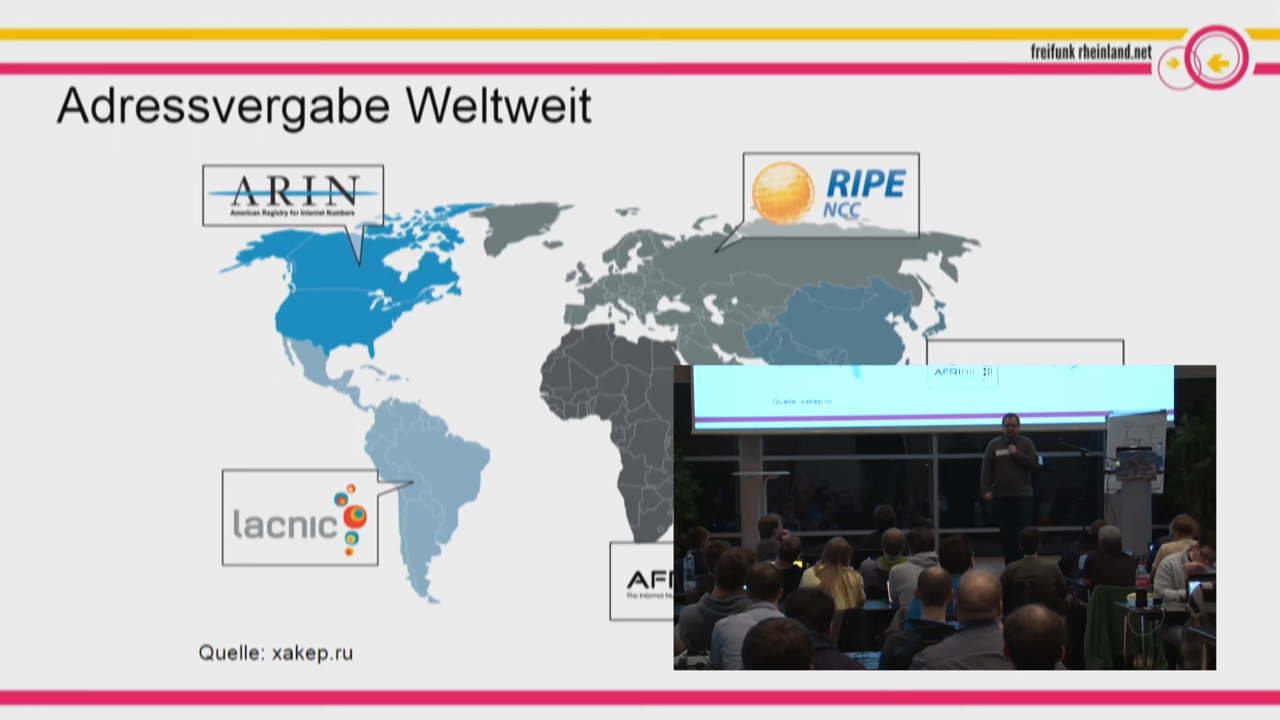 freifunk rheinland.net
Adressvergabe Weltweit
ARIN
American Registry for Internet Numbers
RIPE
NCC
lacnic
AFRINIC
Quelle: xakep.ru
Quelle: xakep.ru